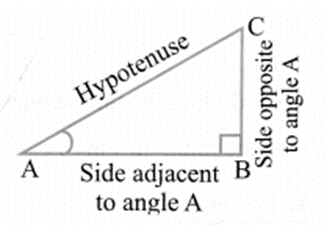 C
Hypotenuse
Side opposite
to angle A
A
Side adjacent
B
to angle A